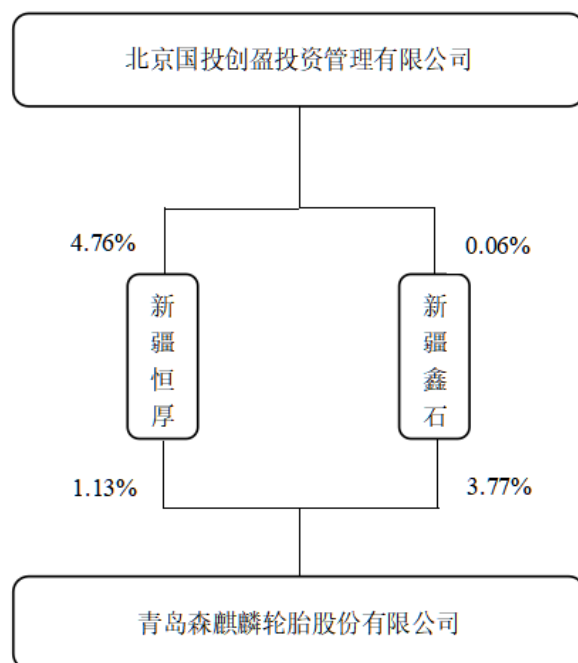 北京国投创盈投资管理有限公司
4.76%
0.06%
新疆恒厚
新疆鑫石
1.13%
3.77%
青岛森麒麟轮胎股份有限公司